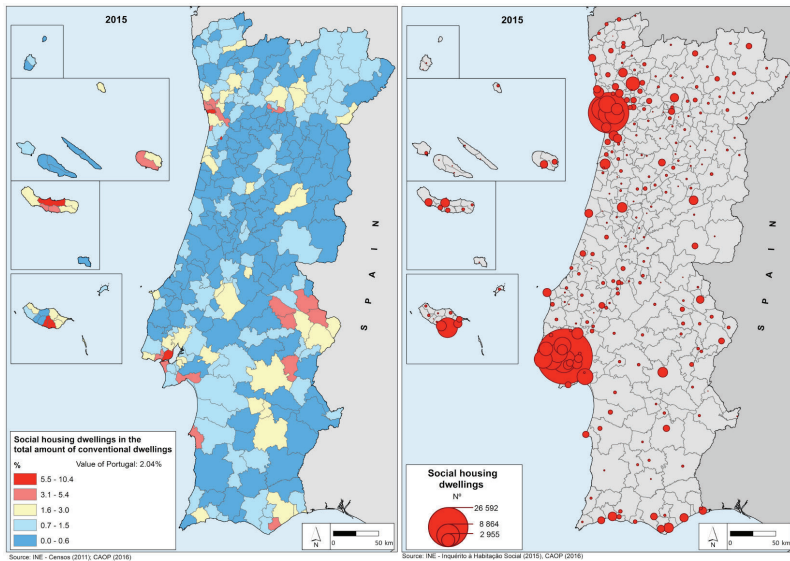 2015
S P A I N
Social housing dwellings in the
total amount of conventional dwellings
%
Value of Portugal: 2.04%
5.5 - 10.4
3.1 - 5.4
1.6 - 3.0
0.7 - 1.5
0.0 - 0.6
N
0
50 km
Source: INE - Censos (2011); CAOP (2016)
2015
S P A I N
Social housing
dwellings
Nº
26 592
8 864
2 955
N
0
50 km
Source: INE - Inquérito à Habitação Social (2015), CAOP (2016)